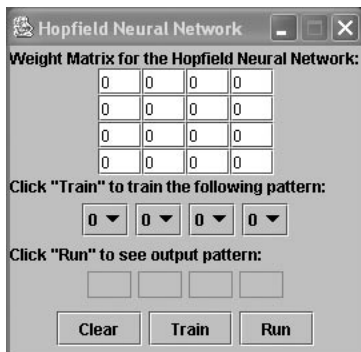 Hopfield Neural Network
Weight Matrix for the Hopfield Neural Network:
0 0 0 0
0 0 0 0
0 0 0 0
0 0 0 0
Click "Train" to train the following pattern:
0 0 0 0
Click "Run" to see output pattern:
Clear Train Run